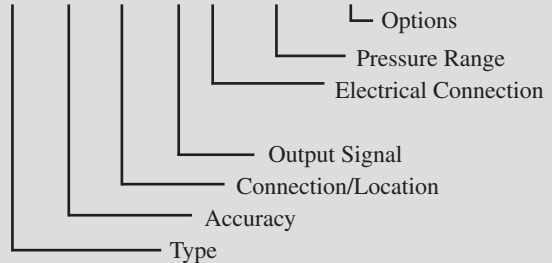 Options
Pressure Range
Electrical Connection
Output Signal
Connection/Location
Accuracy
Type